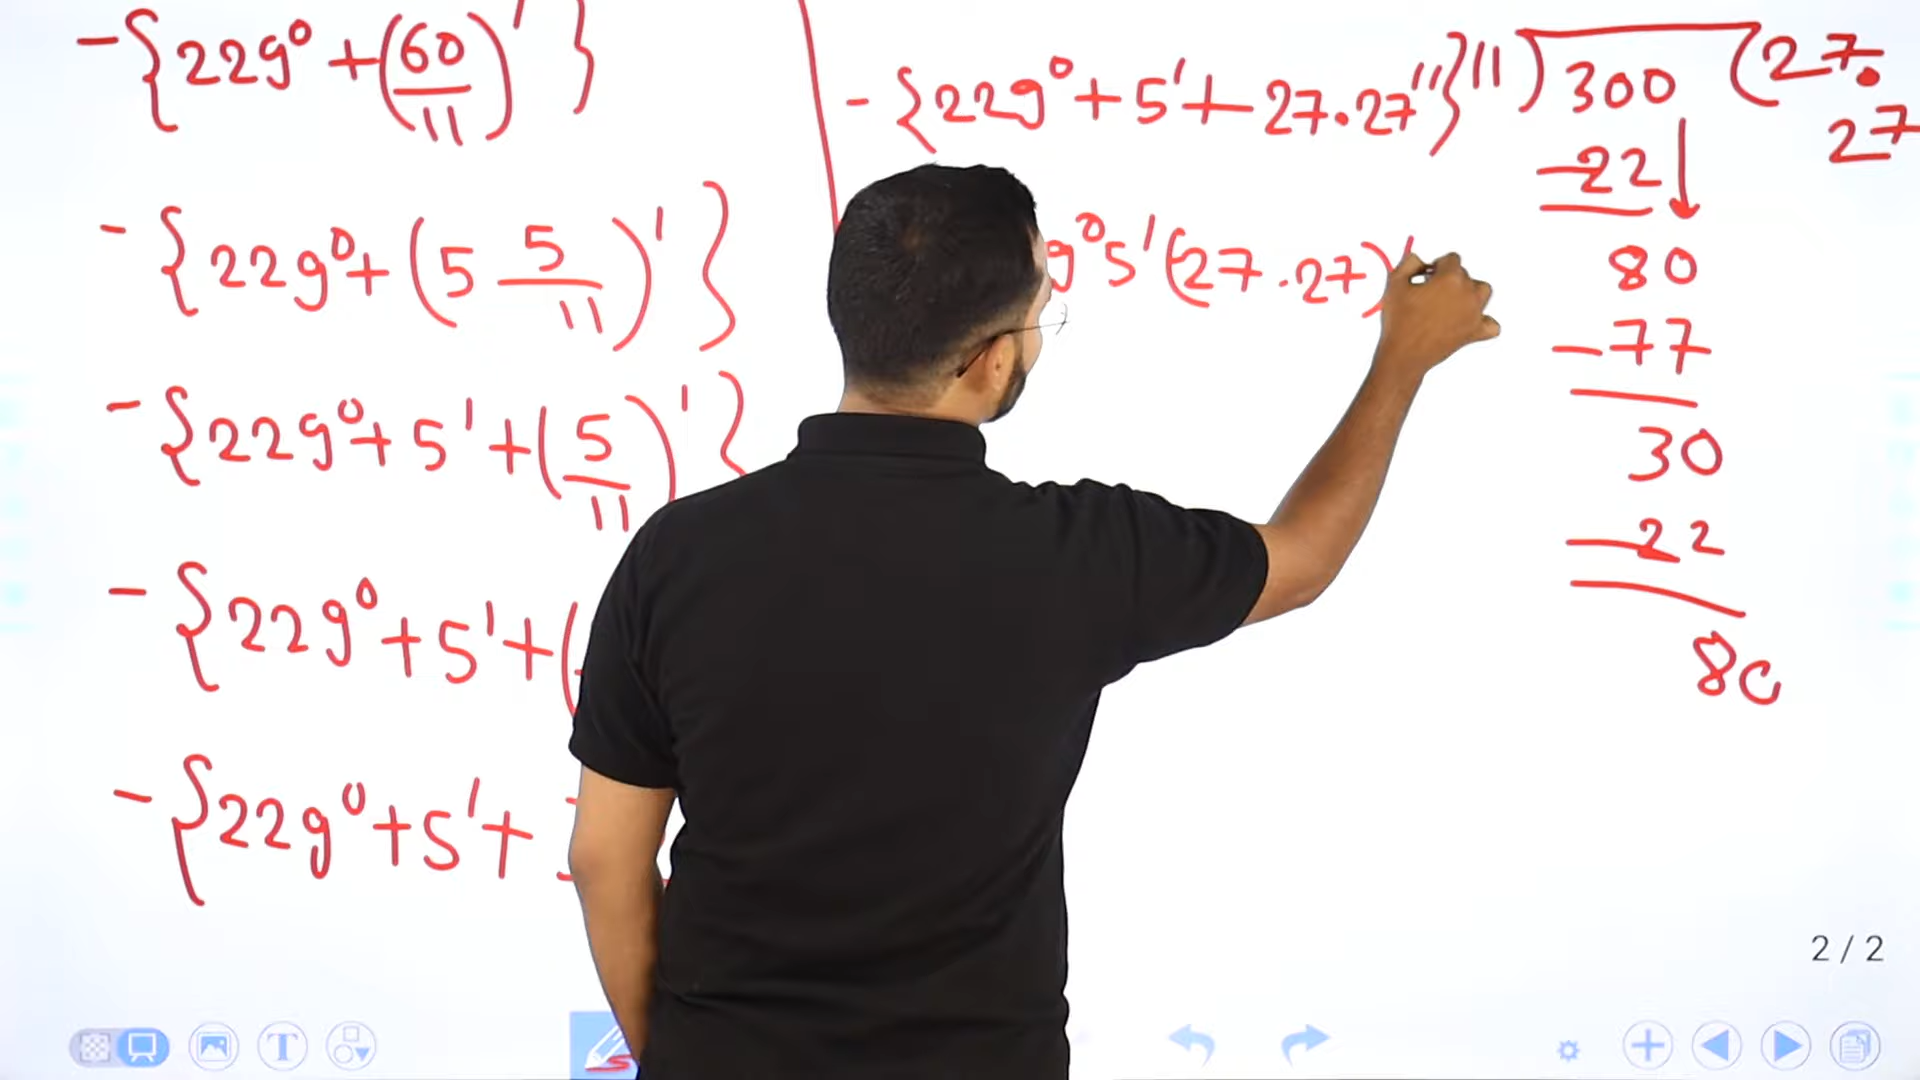 -{229° + (60/11)'}
-{229° + (5 5/11)'}
-{229° + 5' + (5/11)'}
-{229° + 5' + (
-{229° + 5' +
-{229° + 5' + 27.27"}
9° 5' (27.27)'
11)300(27.
27
-22
80
-77
30
-22
80
2 / 2
T